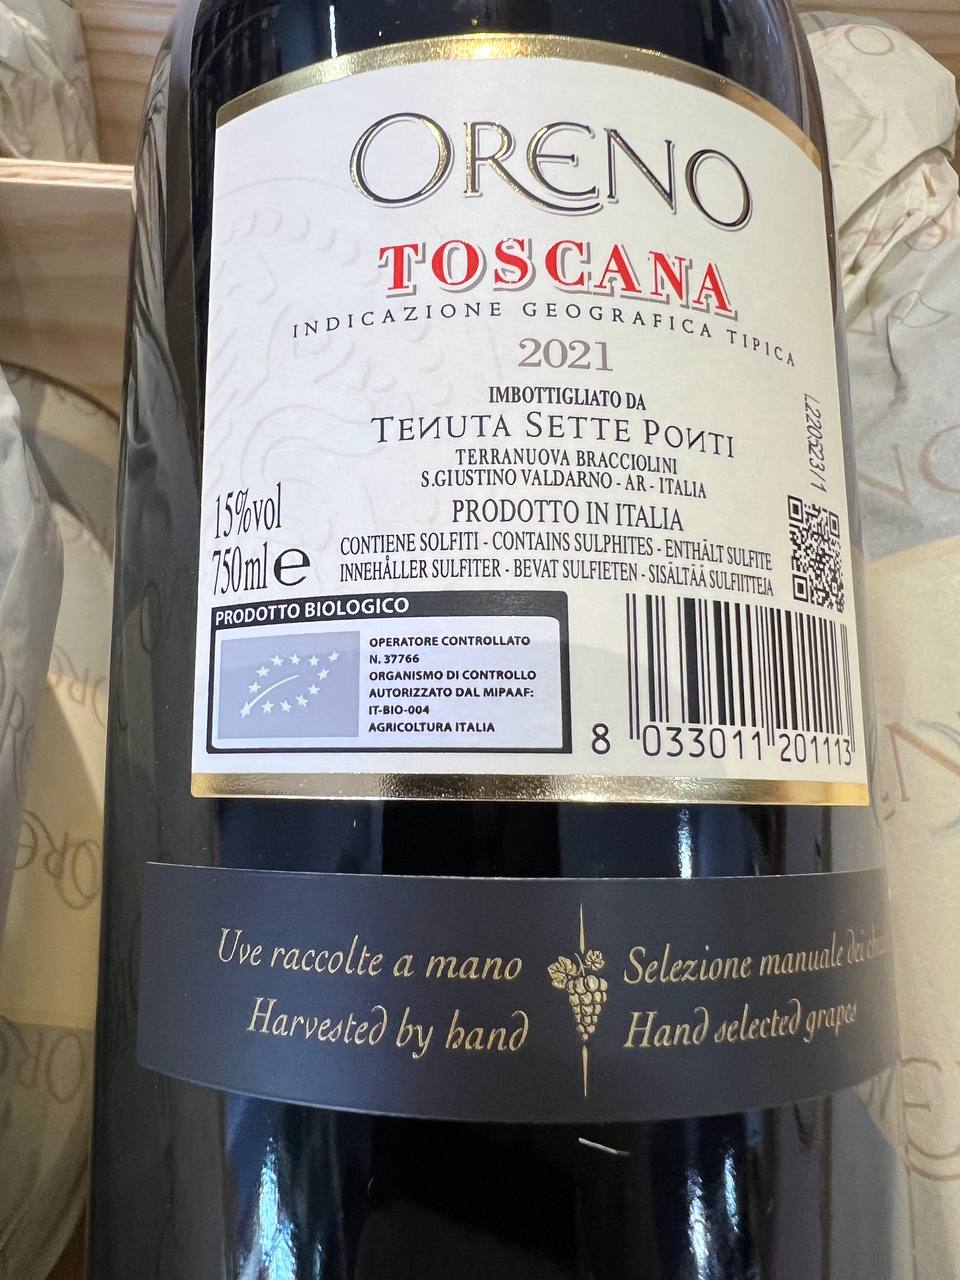 ORENO
TOSCANA
INDICAZIONE GEOGRAFICA TIPICA
2021
IMBOTTIGLIATO DA
TENUTA SETTE PONTI
TERRANUOVA BRACCIOLINI
S.GIUSTINO VALDARNO - AR - ITALIA
PRODOTTO IN ITALIA
15%vol
750ml e
CONTIENE SOLFITI - CONTAINS SULPHITES - ENTHÄLT SULFITE
INNEHÅLLER SULFITER - BEVAT SULFIETEN - SISÄLTÄÄ SULFIITTEJA
L220523/1
PRODOTTO BIOLOGICO
OPERATORE CONTROLLATO
N. 37766
ORGANISMO DI CONTROLLO
AUTORIZZATO DAL MIPAAF:
IT-BIO-004
AGRICOLTURA ITALIA
8 033011 201113
Uve raccolte a mano
Harvested by hand
Selezione manuale dei
Hand selected grapes